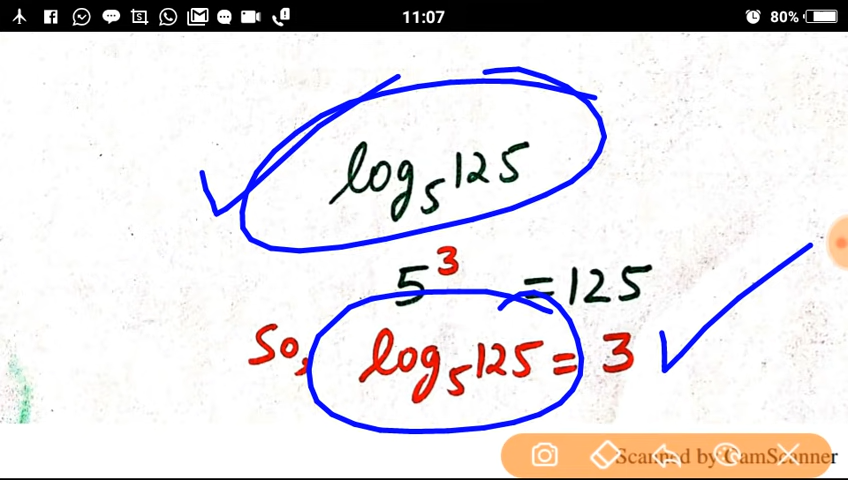 11:07 80%
log₅125
5³ = 125
So, log₅125 = 3
Scanned by CamScanner